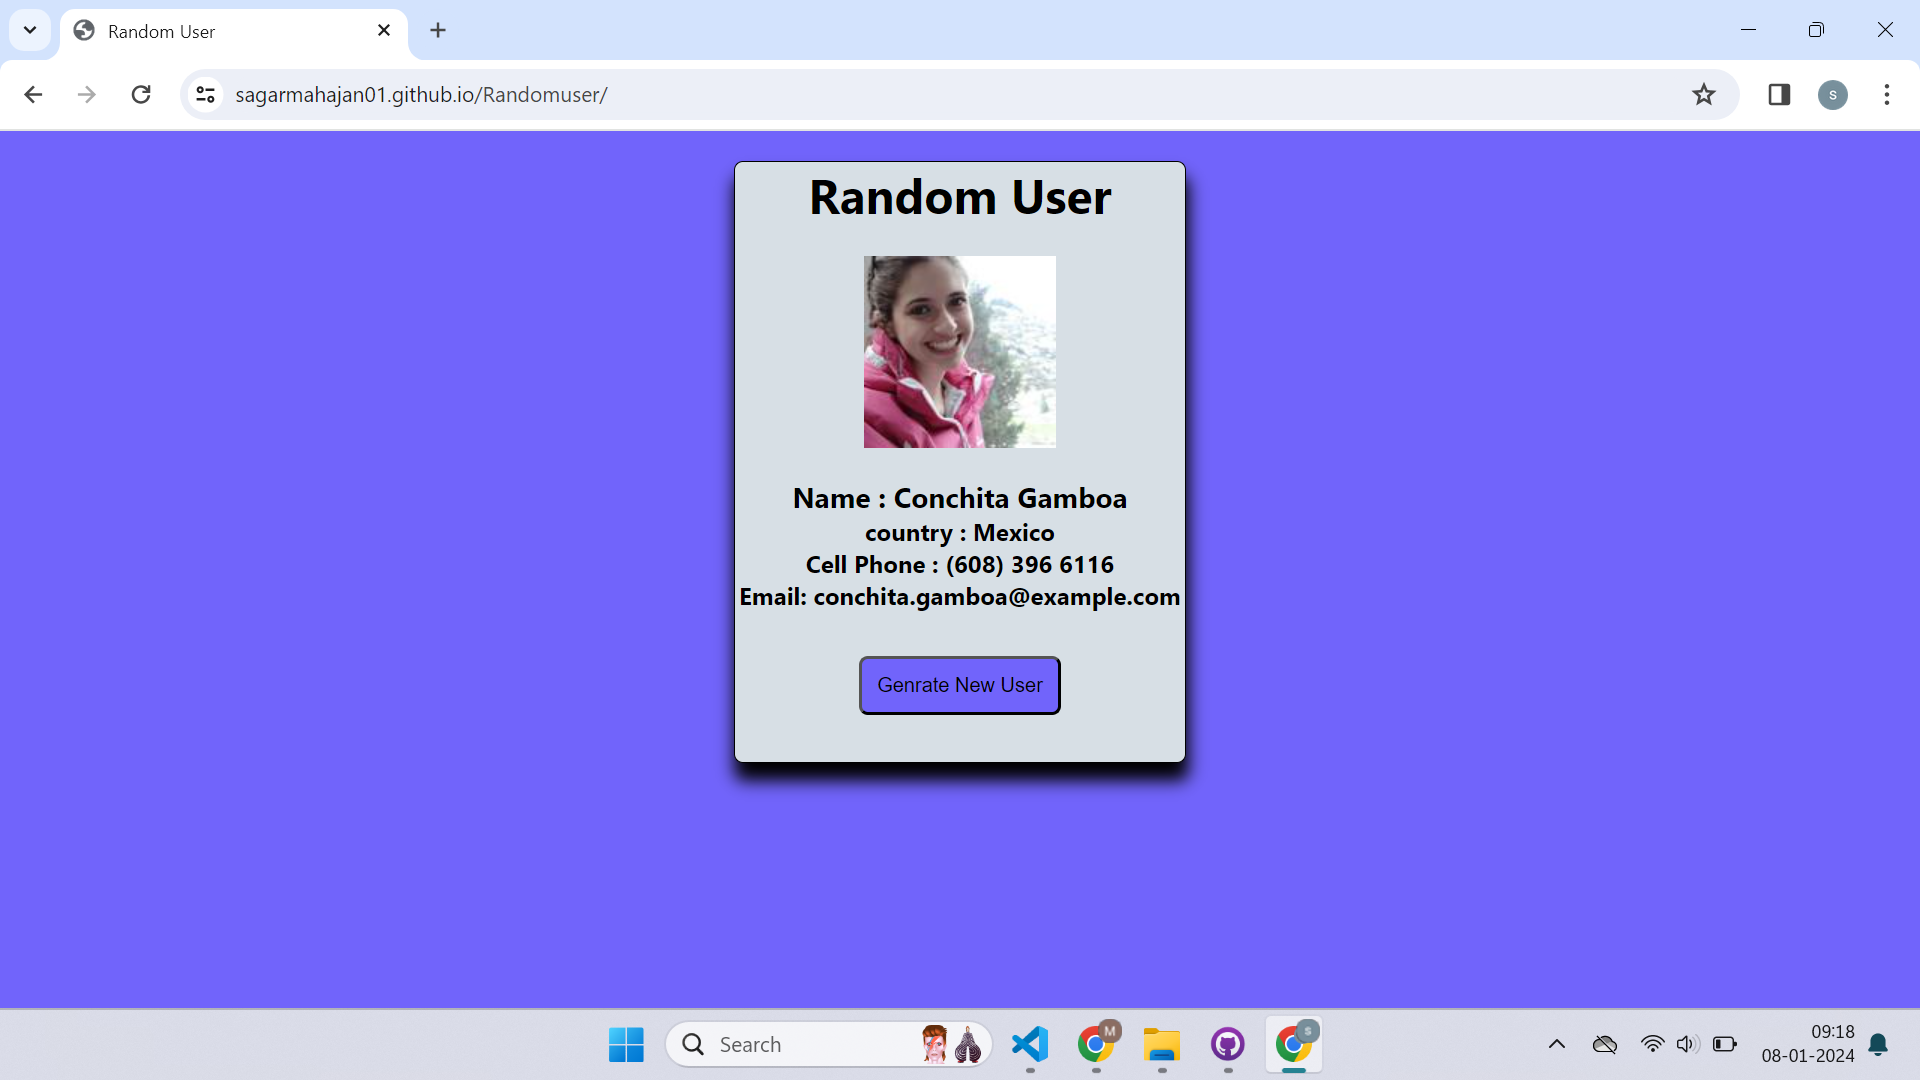 Random User
sagarmahajan01.github.io/Randomuser/
S
Random User
Name : Conchita Gamboa
country : Mexico
Cell Phone : (608) 396 6116
Email: conchita.gamboa@example.com
Genrate New User
Search
M
S
09:18
08-01-2024